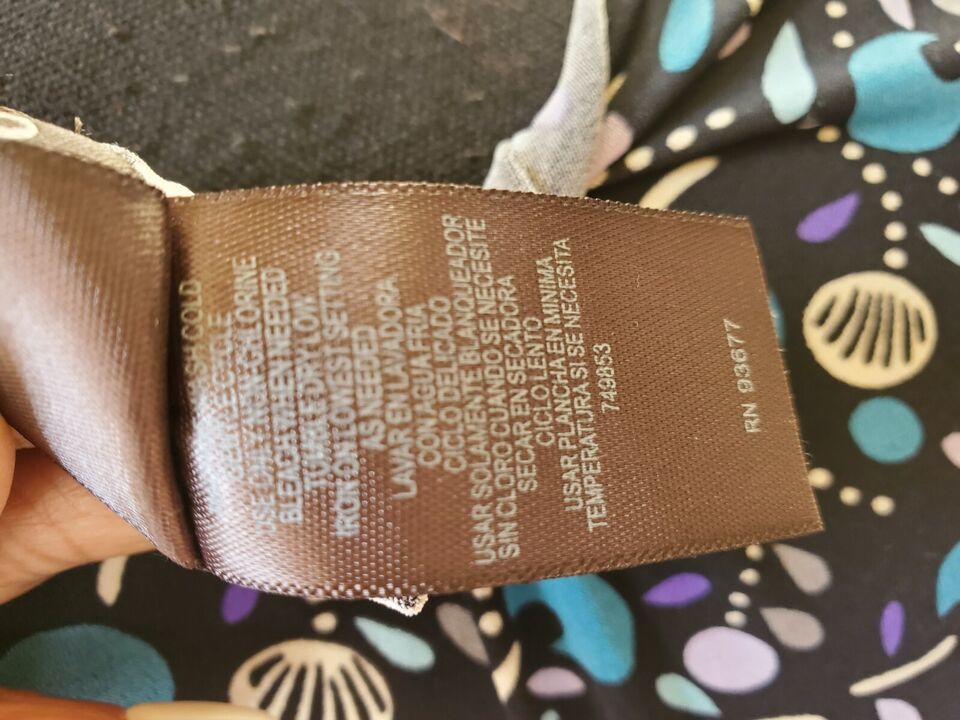 SH COLD
GENTLE CYCLE
USE ONLY NON CHLORINE
BLEACH WHEN NEEDED
TUMBLE DRY LOW
IRON ON LOWEST SETTING
AS NEEDED
LAVAR EN LAVADORA
CON AGUA FRIA
CICLO DELICADO
USAR SOLAMENTE BLANQUEADOR
SIN CLORO CUANDO SE NECESITE
SECAR EN SECADORA
CICLO LENTO
USAR PLANCHA EN MINIMA
TEMPERATURA SE NECESITA
749853
RN 93677